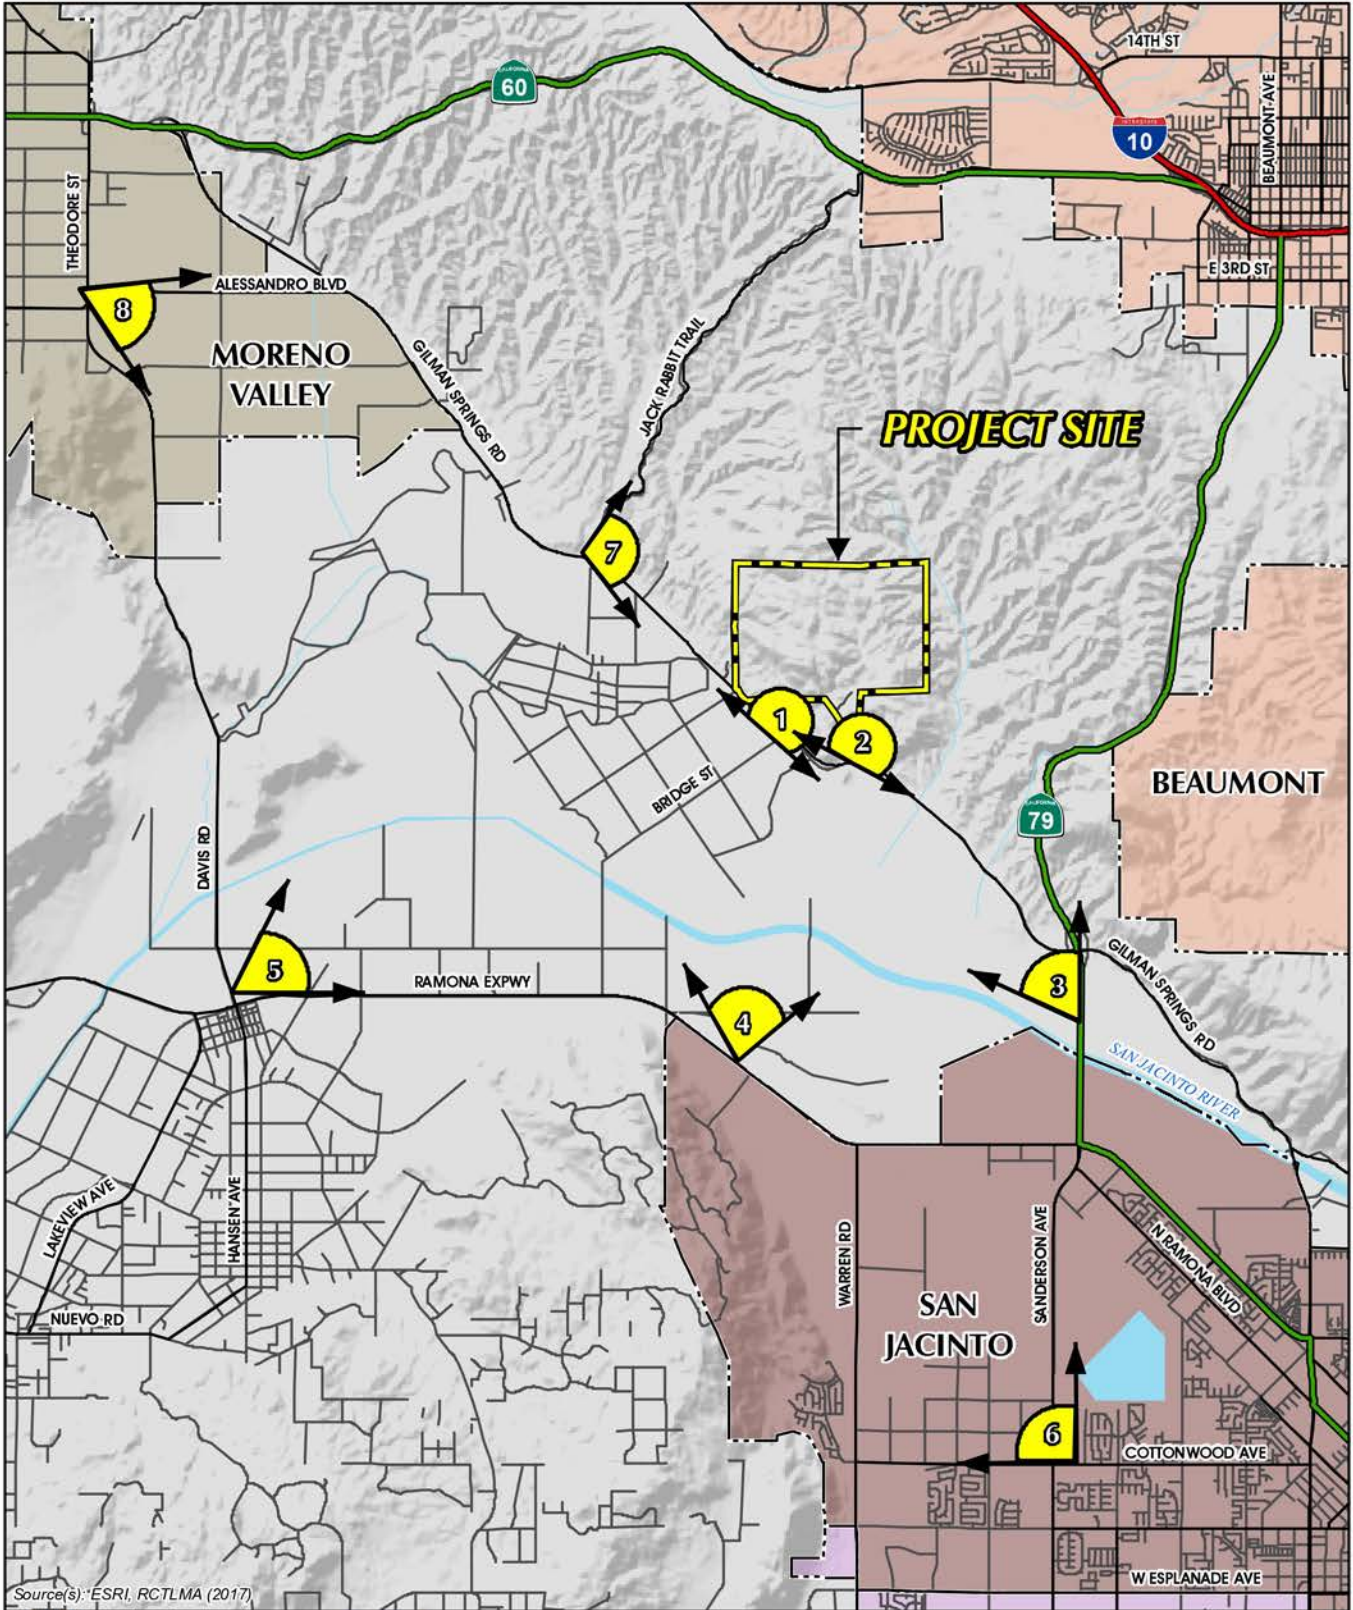 14TH ST
CALIFORNIA
60
BEAUMONT AVE
INTERSTATE
10
THEODORE ST
E 3RD ST
8
ALESSANDRO BLVD
MORENO
VALLEY
GILMAN SPRINGS RD
JACK RABBIT TRAIL
PROJECT SITE
7
1
2
BRIDGE ST
BEAUMONT
CALIFORNIA
79
DAVIS RD
5
RAMONA EXPWY
4
3
GILMAN SPRINGS RD
SAN JACINTO RIVER
LAKEVIEW AVE
HANSEN AVE
WARREN RD
SANDERSON AVE
N RAMONA BLVD
NUEVO RD
SAN
JACINTO
6
COTTONWOOD AVE
W ESPLANADE AVE
Source(s): ESRI, RCTLMA (2017)